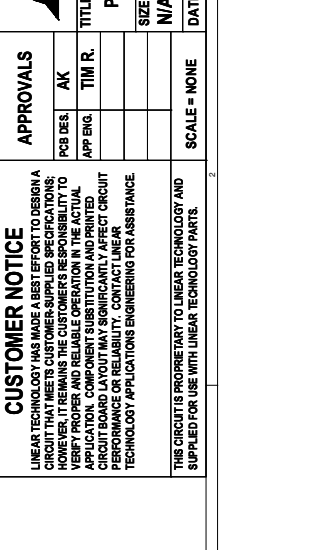 CUSTOMER NOTICE
LINEAR TECHNOLOGY HAS MADE A BEST EFFORT TO DESIGN A
CIRCUIT THAT MEETS CUSTOMER-SUPPLIED SPECIFICATIONS;
HOWEVER, IT REMAINS THE CUSTOMER'S RESPONSIBILITY TO
VERIFY PROPER AND RELIABLE OPERATION IN THE ACTUAL
APPLICATION. COMPONENT SUBSTITUTION AND PRINTED
CIRCUIT BOARD LAYOUT MAY SIGNIFICANTLY AFFECT CIRCUIT
PERFORMANCE OR RELIABILITY. CONTACT LINEAR
TECHNOLOGY APPLICATIONS ENGINEERING FOR ASSISTANCE.
THIS CIRCUIT IS PROPRIETARY TO LINEAR TECHNOLOGY AND
SUPPLIED FOR USE WITH LINEAR TECHNOLOGY PARTS.
APPROVALS
PCB DES. AK
APP ENG. TIM R.
SCALE = NONE
TITL
P
SIZE
N/A
DAT
2